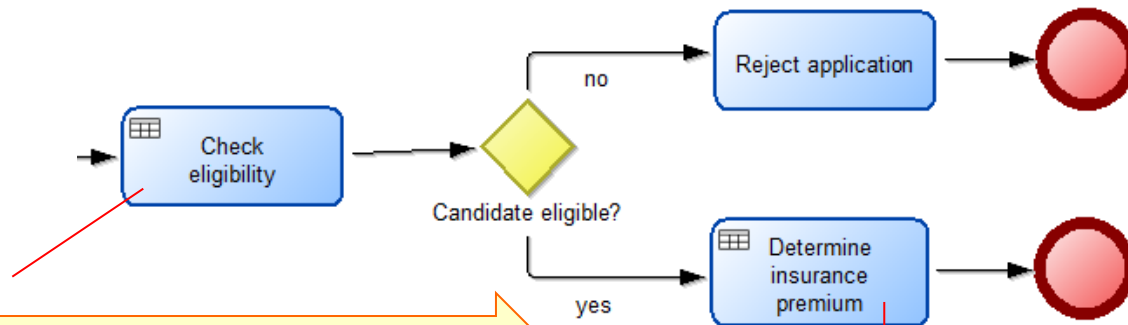 Reject application
no
Check
eligibility
Candidate eligible?
Determine
insurance
premium
yes